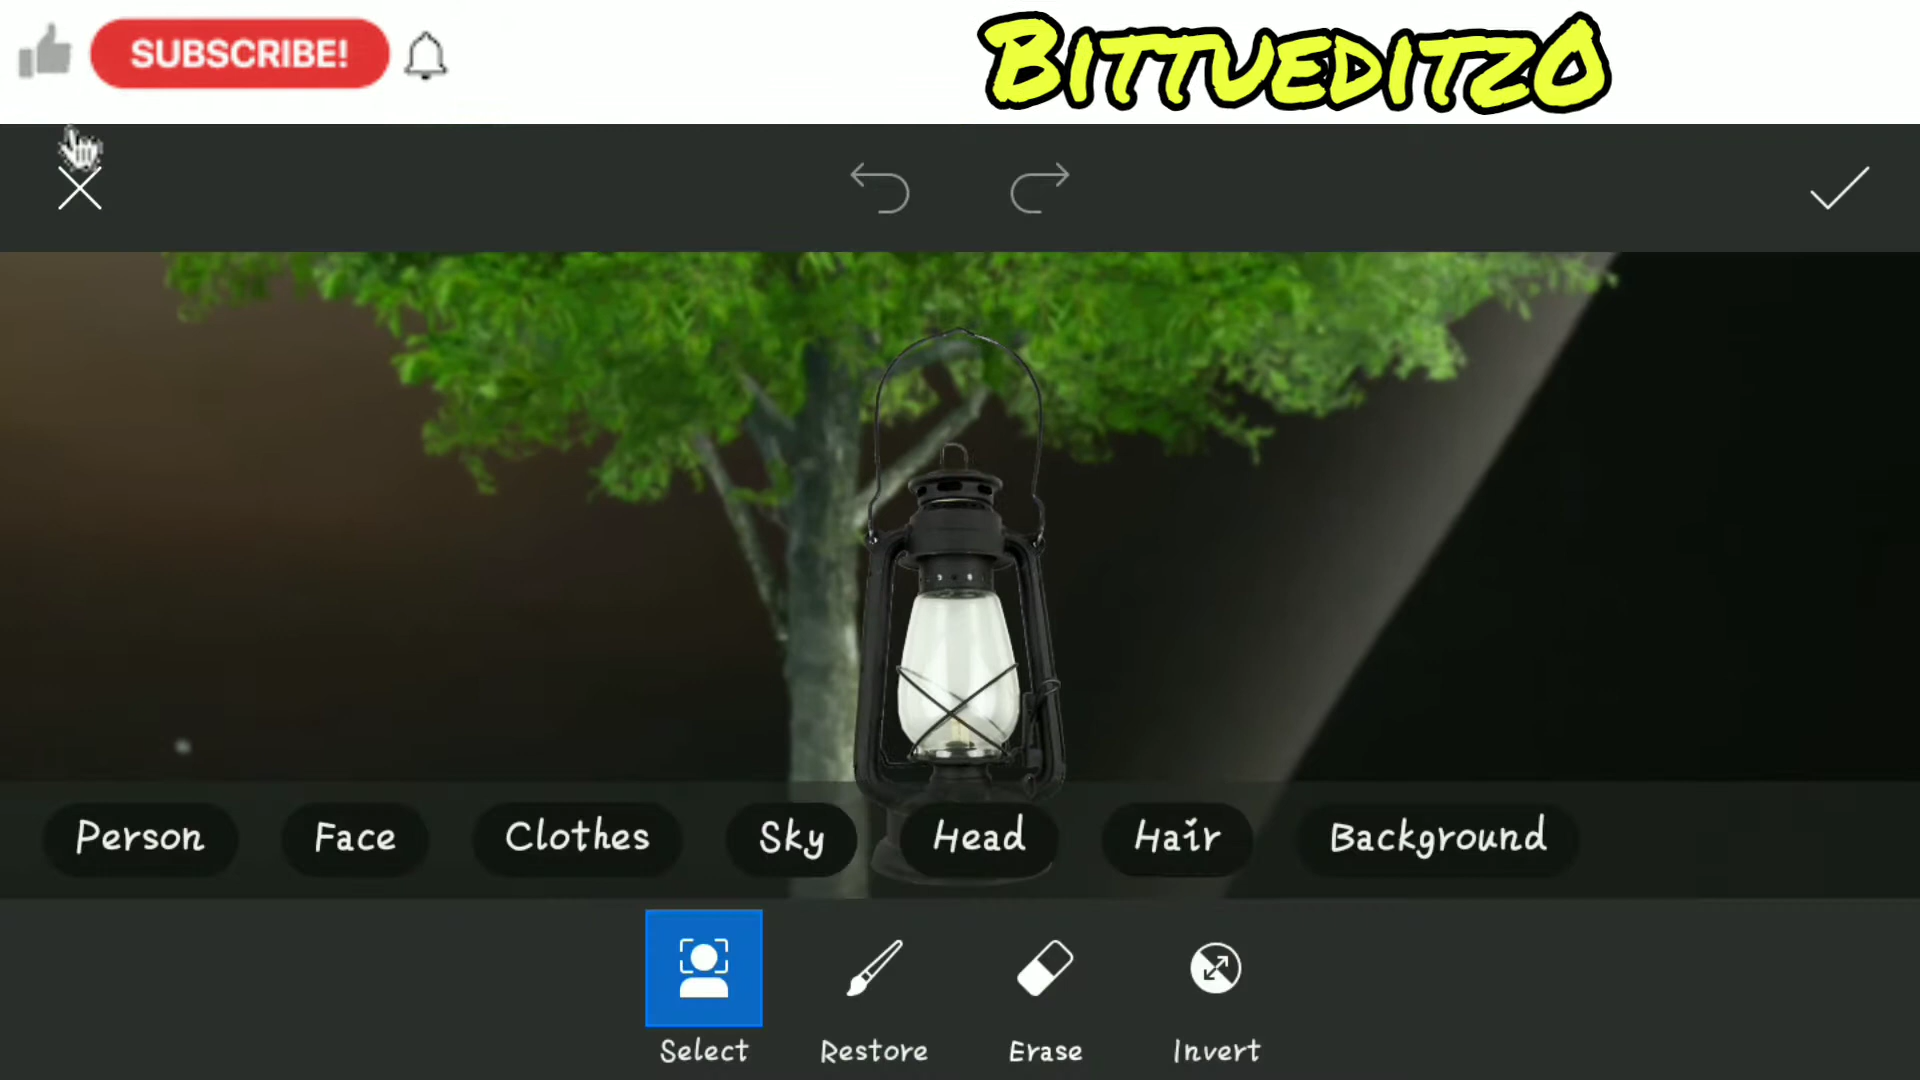 SUBSCRIBE!
BITTUEDITZ0
Person Face Clothes Sky Head Hair Background
Select Restore Erase Invert